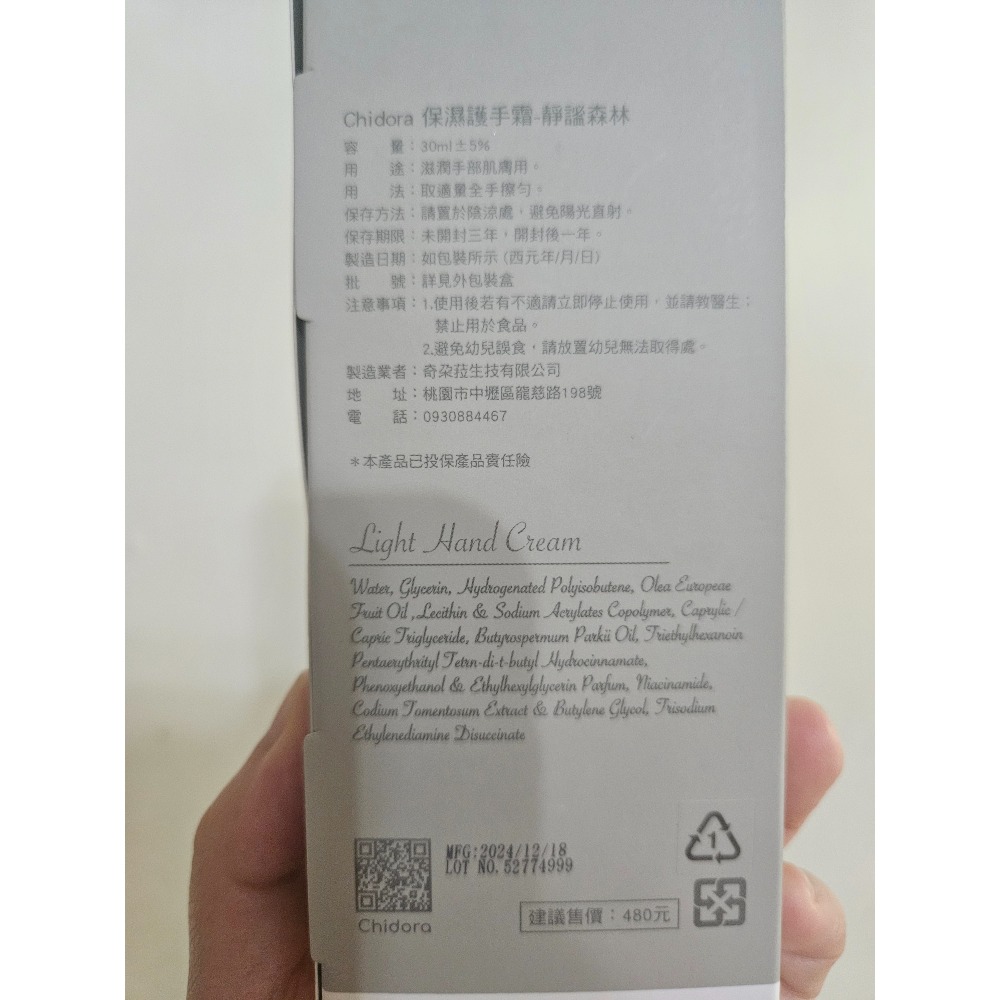 Chidora 保濕護手霜-靜謐森林
容　　量：30ml±5%
用　　途：滋潤手部肌膚用。
用　　法：取適量全手擦勻。
保存方法：請置於陰涼處，避免陽光直射。
保存期限：未開封三年，開封後一年。
製造日期：如包裝所示 (西元年/月/日)
批　　號：詳見外包裝盒
注意事項：1.使用後若有不適請立即停止使用，並請教醫生；
禁止用於食品。
2.避免幼兒誤食，請放置幼兒無法取得處。
製造業者：奇朶菈生技有限公司
地　　址：桃園市中壢區龍慈路198號
電　　話：0930884467
＊本產品已投保產品責任險
Light Hand Cream
Water, Glycerin, Hydrogenated Polyisobutene, Olea Europeae
Fruit Oil ,Lecithin & Sodium Acrylates Copolymer, Caprylic /
Capric Triglyceride, Butyrospermum Parkii Oil, Triethylhexanoin
Pentaerythrityl Tetrn-di-t-butyl Hydrocinnamate,
Phenoxyethanol & Ethylhexylglycerin Parfum, Niacinamide,
Codium Tomentosum Extract & Butylene Glycol, Trisodium
Ethylenediamine Disuccinate
MFG:2024/12/18
LOT NO.52774999
1
Chidora
建議售價：480元